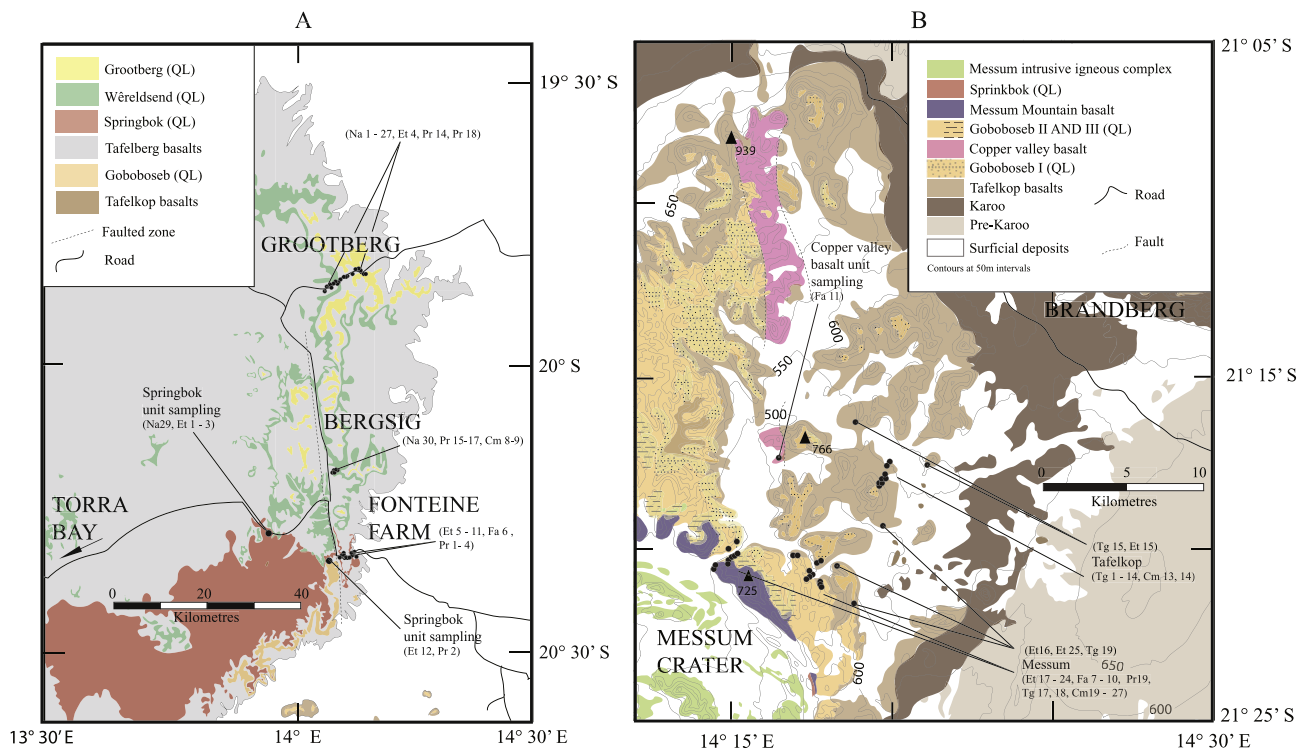 A
Grootberg (QL)
Wêreldsend (QL)
Springbok (QL)
Tafelberg basalts
Goboboseb (QL)
Tafelkop basalts
Faulted zone
Road
19° 30’ S
(Na 1 - 27, Et 4, Pr 14, Pr 18)
GROOTBERG
20° S
Springbok
unit sampling
(Na29, Et 1 - 3)
BERGSIG
(Na 30, Pr 15-17, Cm 8-9)
TORRA
BAY
FONTEINE
FARM
(Et 5 - 11, Fa 6 ,
Pr 1- 4)
0 20 40
Kilometres
Springbok
unit sampling
(Et 12, Pr 2)
20° 30’ S
13° 30’ E
14° E
14° 30’ E
B
21° 05’ S
Messum intrusive igneous complex
Sprinkbok (QL)
Messum Mountain basalt
Goboboseb II AND III (QL)
Copper valley basalt
Goboboseb I (QL)
Tafelkop basalts
Karoo
Pre-Karoo
Surficial deposits
Contours at 50m intervals
Road
Fault
939
650
Copper valley
basalt unit
sampling
(Fa 11)
BRANDBERG
600
550
21° 15’ S
500
766
0 5 10
Kilometres
(Tg 15, Et 15)
Tafelkop
(Tg 1 - 14, Cm 13, 14)
725
MESSUM
CRATER
600
(Et16, Et 25, Tg 19)
Messum
650
(Et 17 - 24, Fa 7 - 10, Pr19,
Tg 17, 18, Cm19 - 27)
600
21° 25’ S
14° 15’ E
14° 30’ E